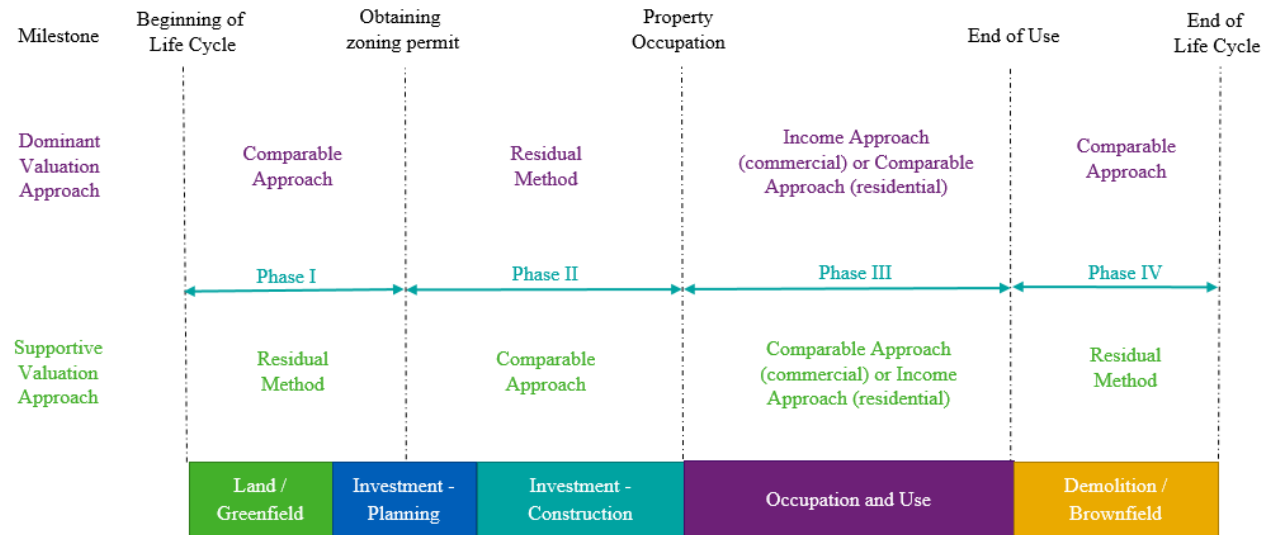 Milestone
Beginning of
Life Cycle
Obtaining
zoning permit
Property
Occupation
End of Use
End of
Life Cycle
Dominant
Valuation
Approach
Comparable
Approach
Residual
Method
Income Approach
(commercial) or Comparable
Approach (residential)
Comparable
Approach
Phase I
Phase II
Phase III
Phase IV
Supportive
Valuation
Approach
Residual
Method
Comparable
Approach
Comparable Approach
(commercial) or Income
Approach (residential)
Residual
Method
Land /
Greenfield
Investment -
Planning
Investment -
Construction
Occupation and Use
Demolition /
Brownfield